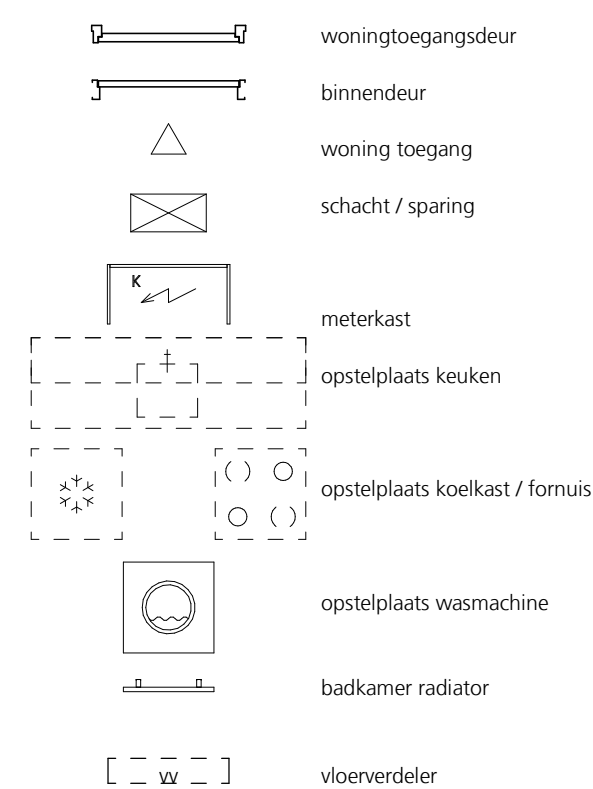 woningtoegangsdeur
binnendeur
woning toegang
schacht / sparing
K
meterkast
opstelplaats keuken
opstelplaats koelkast / fornuis
opstelplaats wasmachine
badkamer radiator
VV vloerverdeler